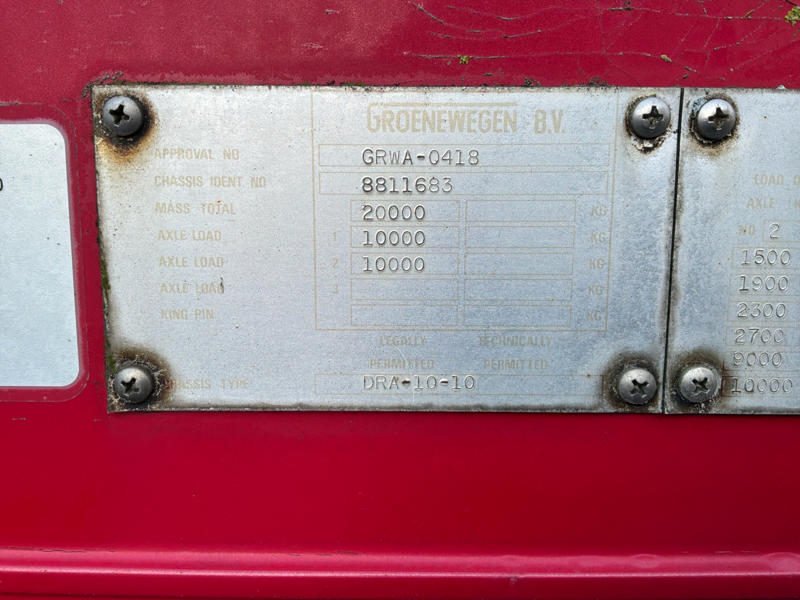 GROENEWEGEN B.V.
APPROVAL NO GRWA-0418
CHASSIS IDENT NO 8811683
MASS TOTAL 20000 KG
AXLE LOAD 1 10000 KG
AXLE LOAD 2 10000 KG
AXLE LOAD 3 KG
KING PIN KG
LEGALLY TECHNICALLY
PERMITTED PERMITTED
CHASSIS TYPE DRA-10-10
LOAD
AXLE
NO 2
1500
1900
2300
2700
9000
10000